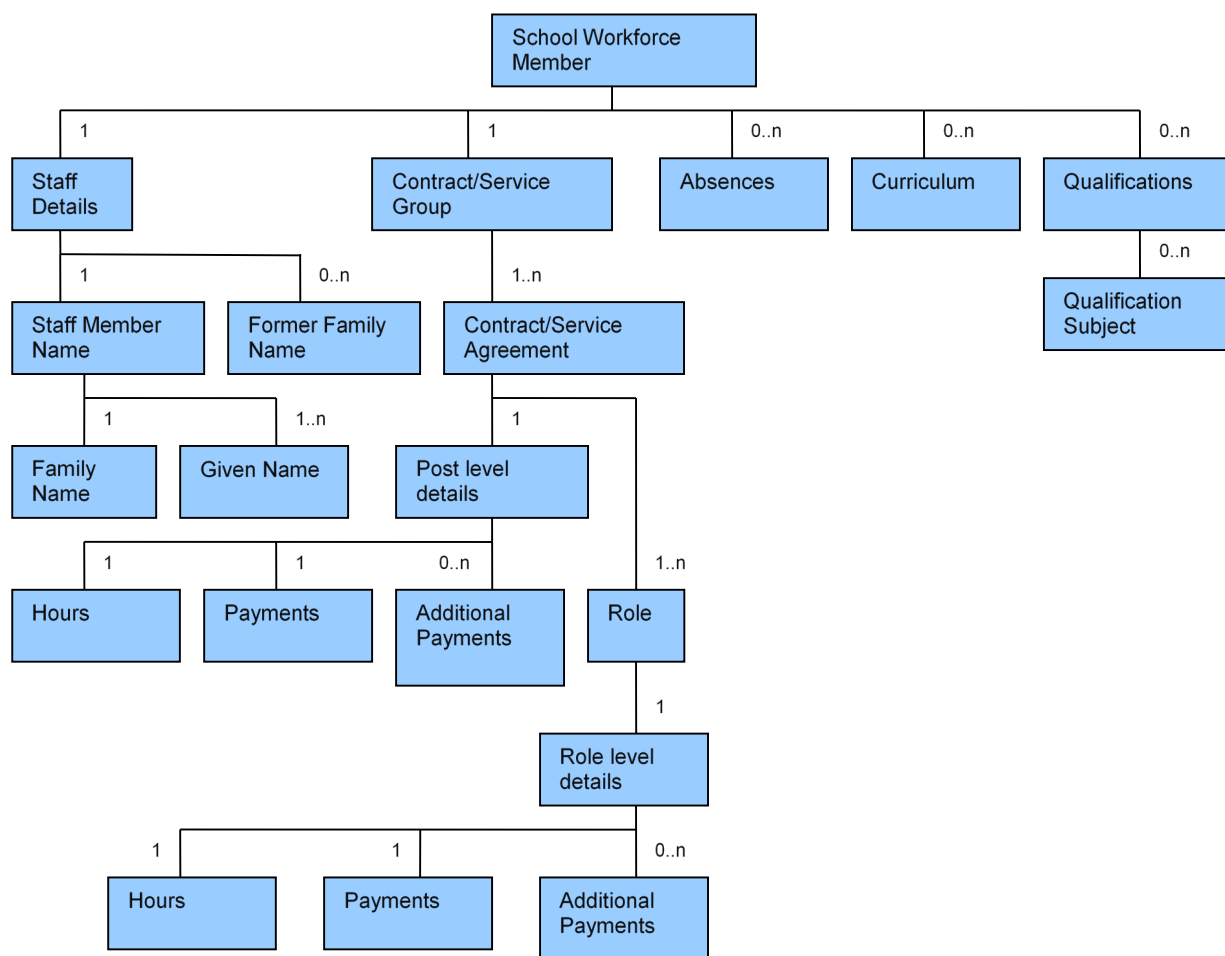 School Workforce
Member
1
1
0..n
0..n
0..n
Staff
Details
Contract/Service
Group
Absences
Curriculum
Qualifications
1
0..n
1..n
0..n
Staff Member
Name
Former Family
Name
Contract/Service
Agreement
Qualification
Subject
1
1..n
1
Family
Name
Given Name
Post level
details
1
1
0..n
1..n
Hours
Payments
Additional
Payments
Role
1
Role level
details
1
1
0..n
Hours
Payments
Additional
Payments